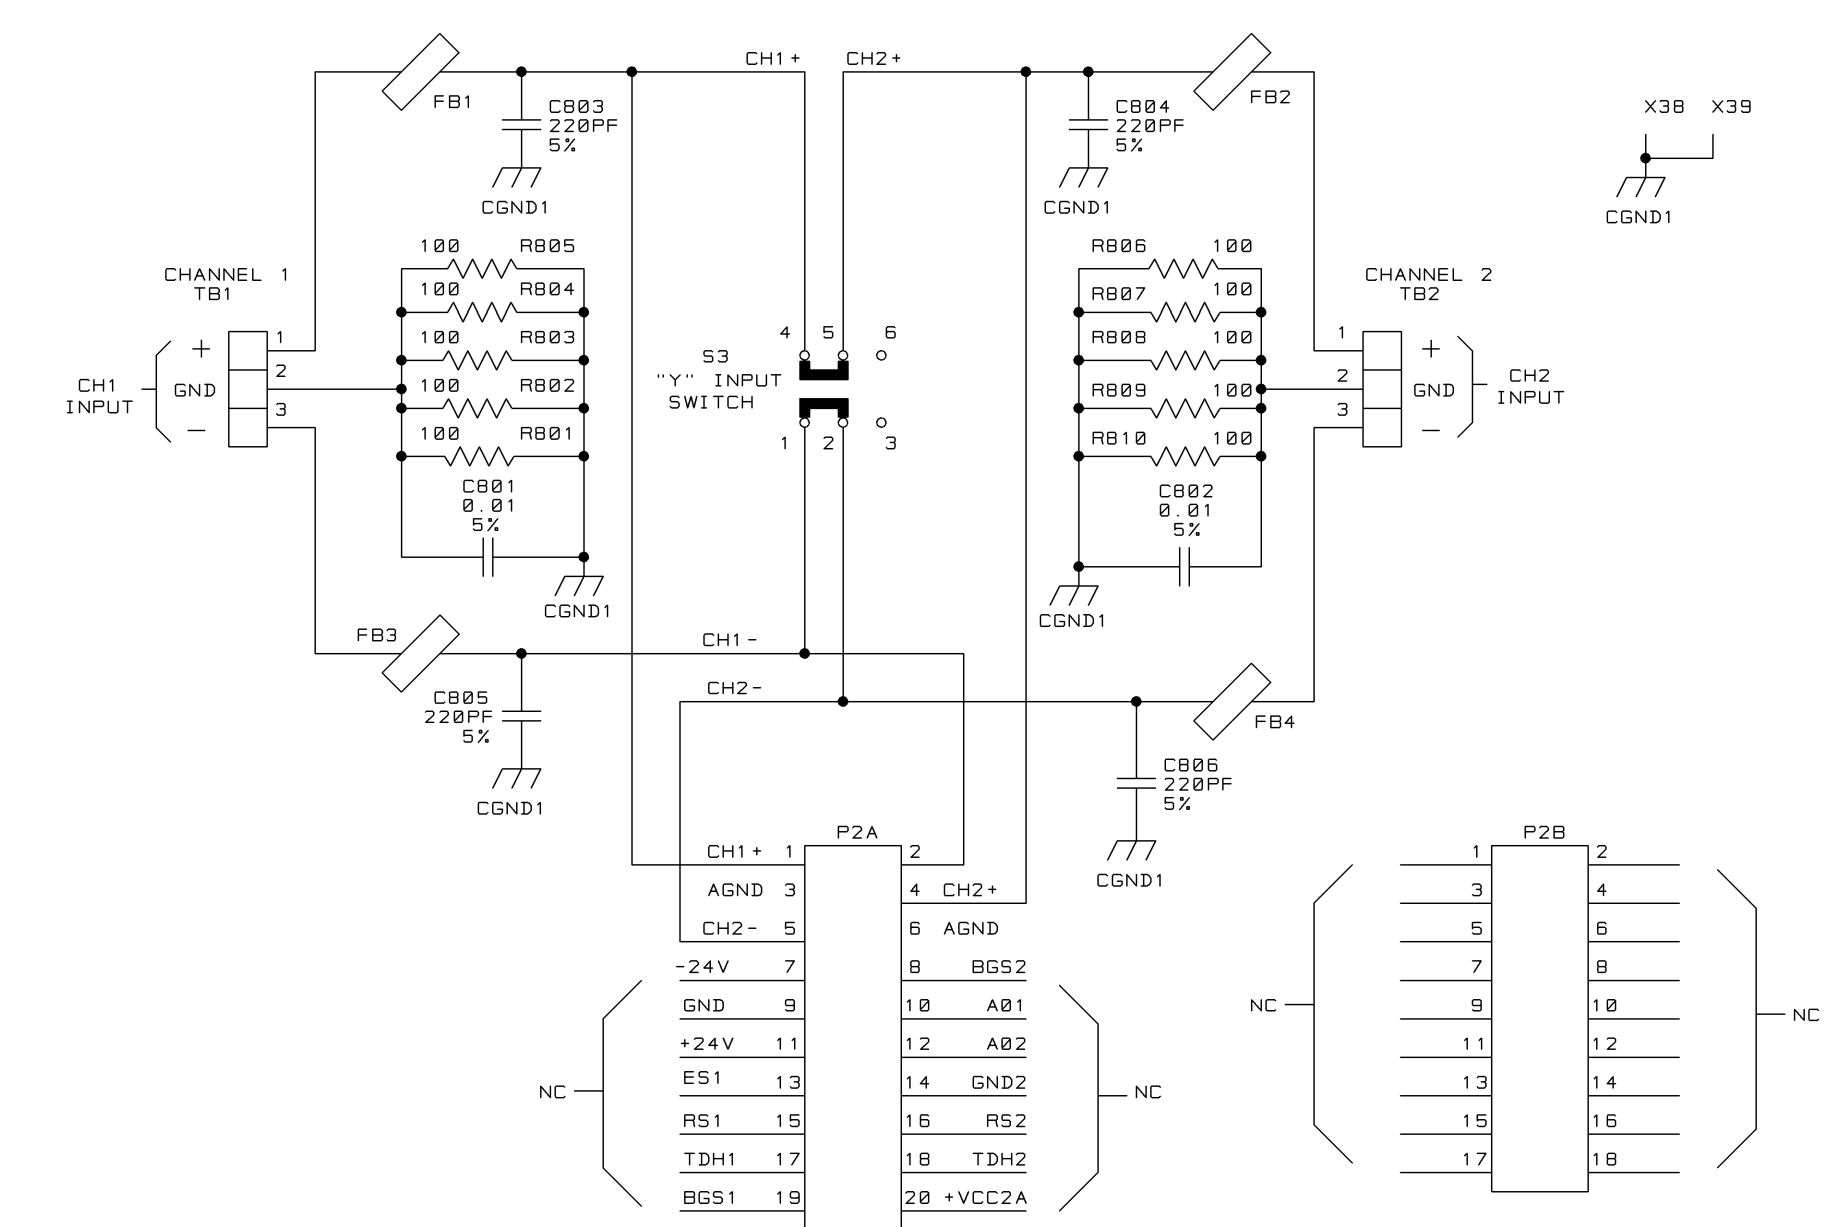 CH1+ CH2+
FB1
FB2
C803
220PF
5%
CGND1
C804
220PF
5%
CGND1
X38 X39
CGND1
100 R805
100 R804
100 R803
100 R802
100 R801
C801
0.01
5%
CGND1
R806 100
R807 100
R808 100
R809 100
R810 100
C802
0.01
5%
CGND1
CHANNEL 1
TB1
1
2
3
+
GND
-
CH1
INPUT
4 5 6
S3
"Y" INPUT
SWITCH
1 2 3
CHANNEL 2
TB2
1
2
3
+
GND
-
CH2
INPUT
FB3
CH1-
C805
220PF
5%
CGND1
CH2-
FB4
C806
220PF
5%
CGND1
P2A
CH1+ 1 2
AGND 3 4 CH2+
CH2- 5 6 AGND
-24V 7 8 BGS2
GND 9 10 A01
+24V 11 12 A02
ES1 13 14 GND2
RS1 15 16 RS2
TDH1 17 18 TDH2
BGS1 19 20 +VCC2A
NC
NC
P2B
1 2
3 4
5 6
7 8
9 10
11 12
13 14
15 16
17 18
NC
NC